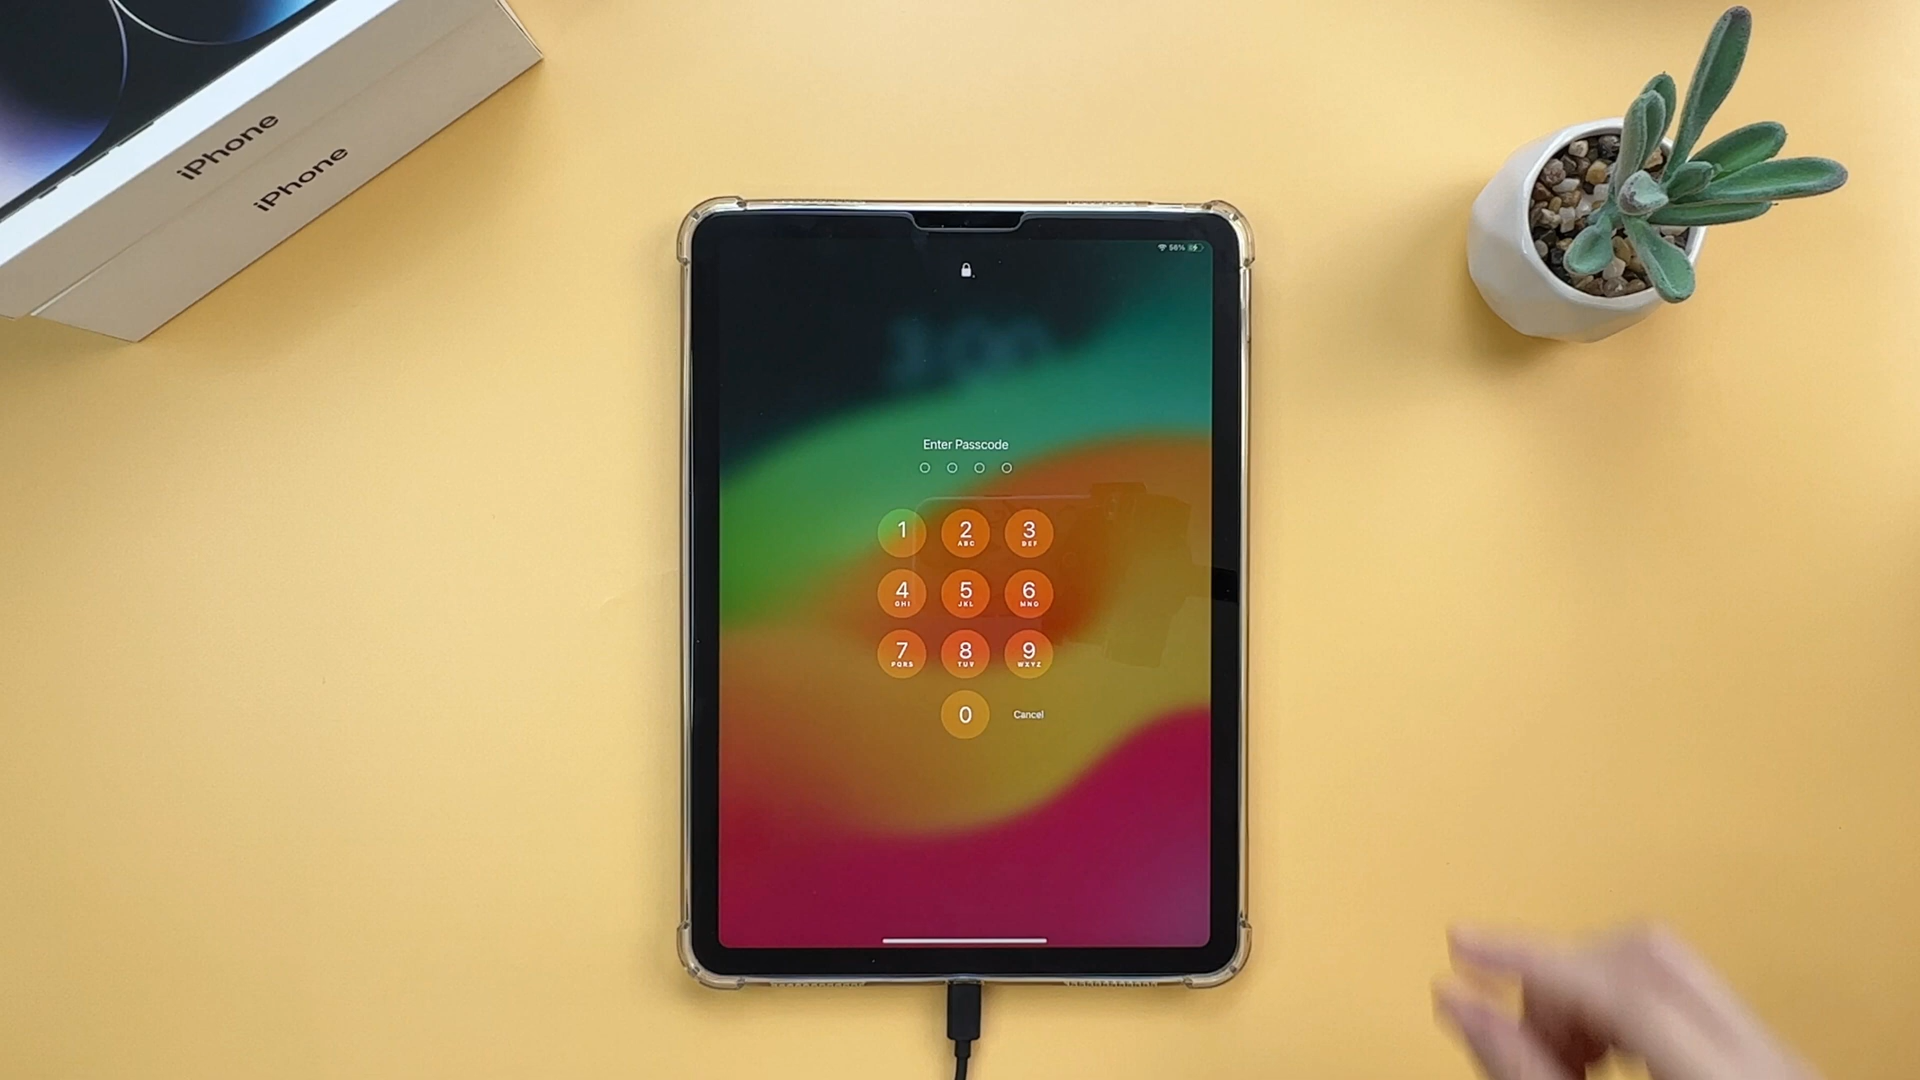 iPhone
iPhone
56%
Enter Passcode
1
2
ABC
3
DEF
4
GHI
5
JKL
6
MNO
7
PQRS
8
TUV
9
WXYZ
0
Cancel